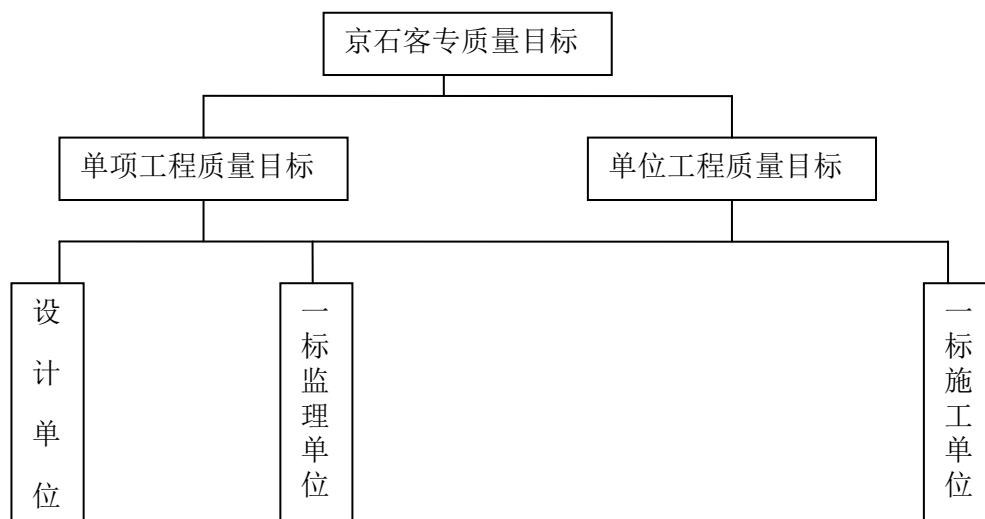 京石客专质量目标
单项工程质量目标
单位工程质量目标
设计单位
一标监理单位
一标施工单位